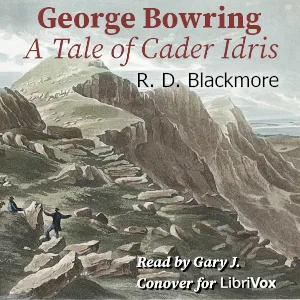 George Bowring
A Tale of Cader Idris
R. D. Blackmore
Read by Gary J.
Conover for LibriVox